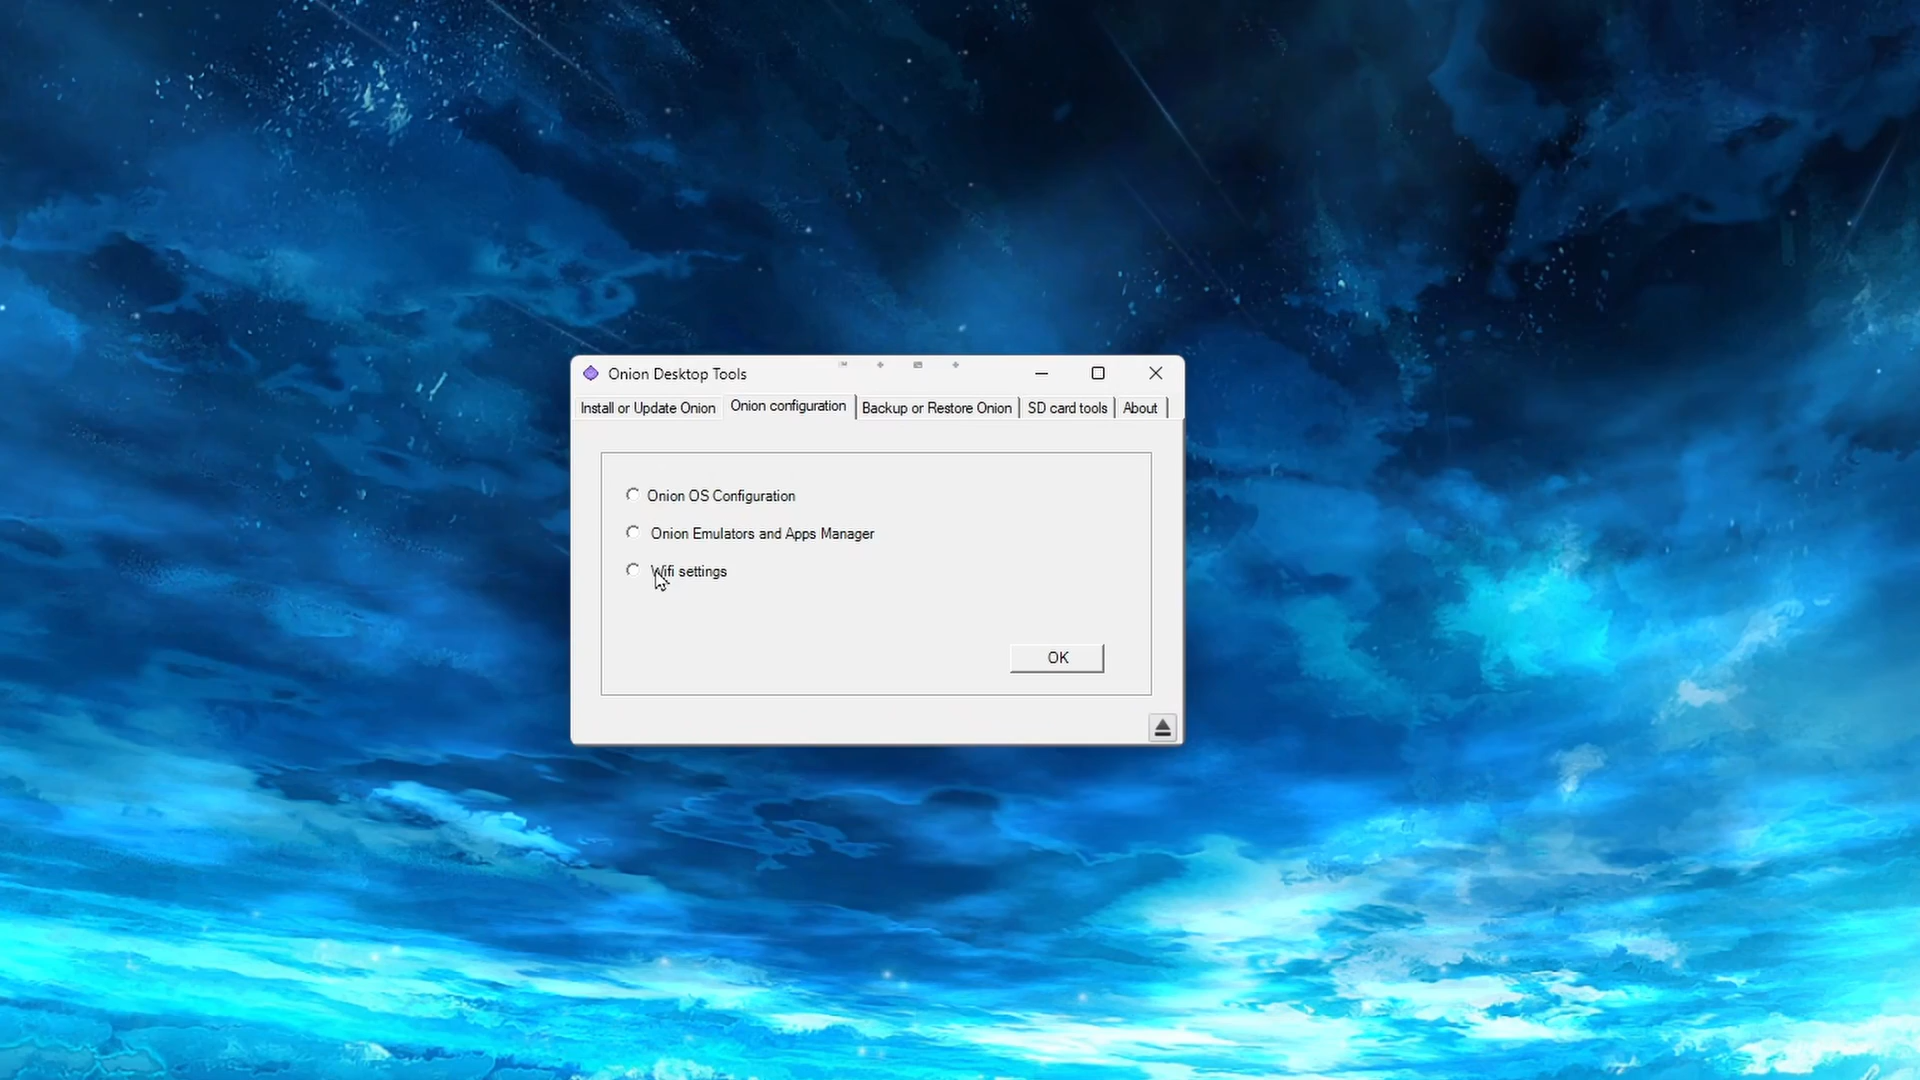 Onion Desktop Tools
Install or Update Onion Onion configuration Backup or Restore Onion SD card tools About
Onion OS Configuration
Onion Emulators and Apps Manager
Wifi settings
OK